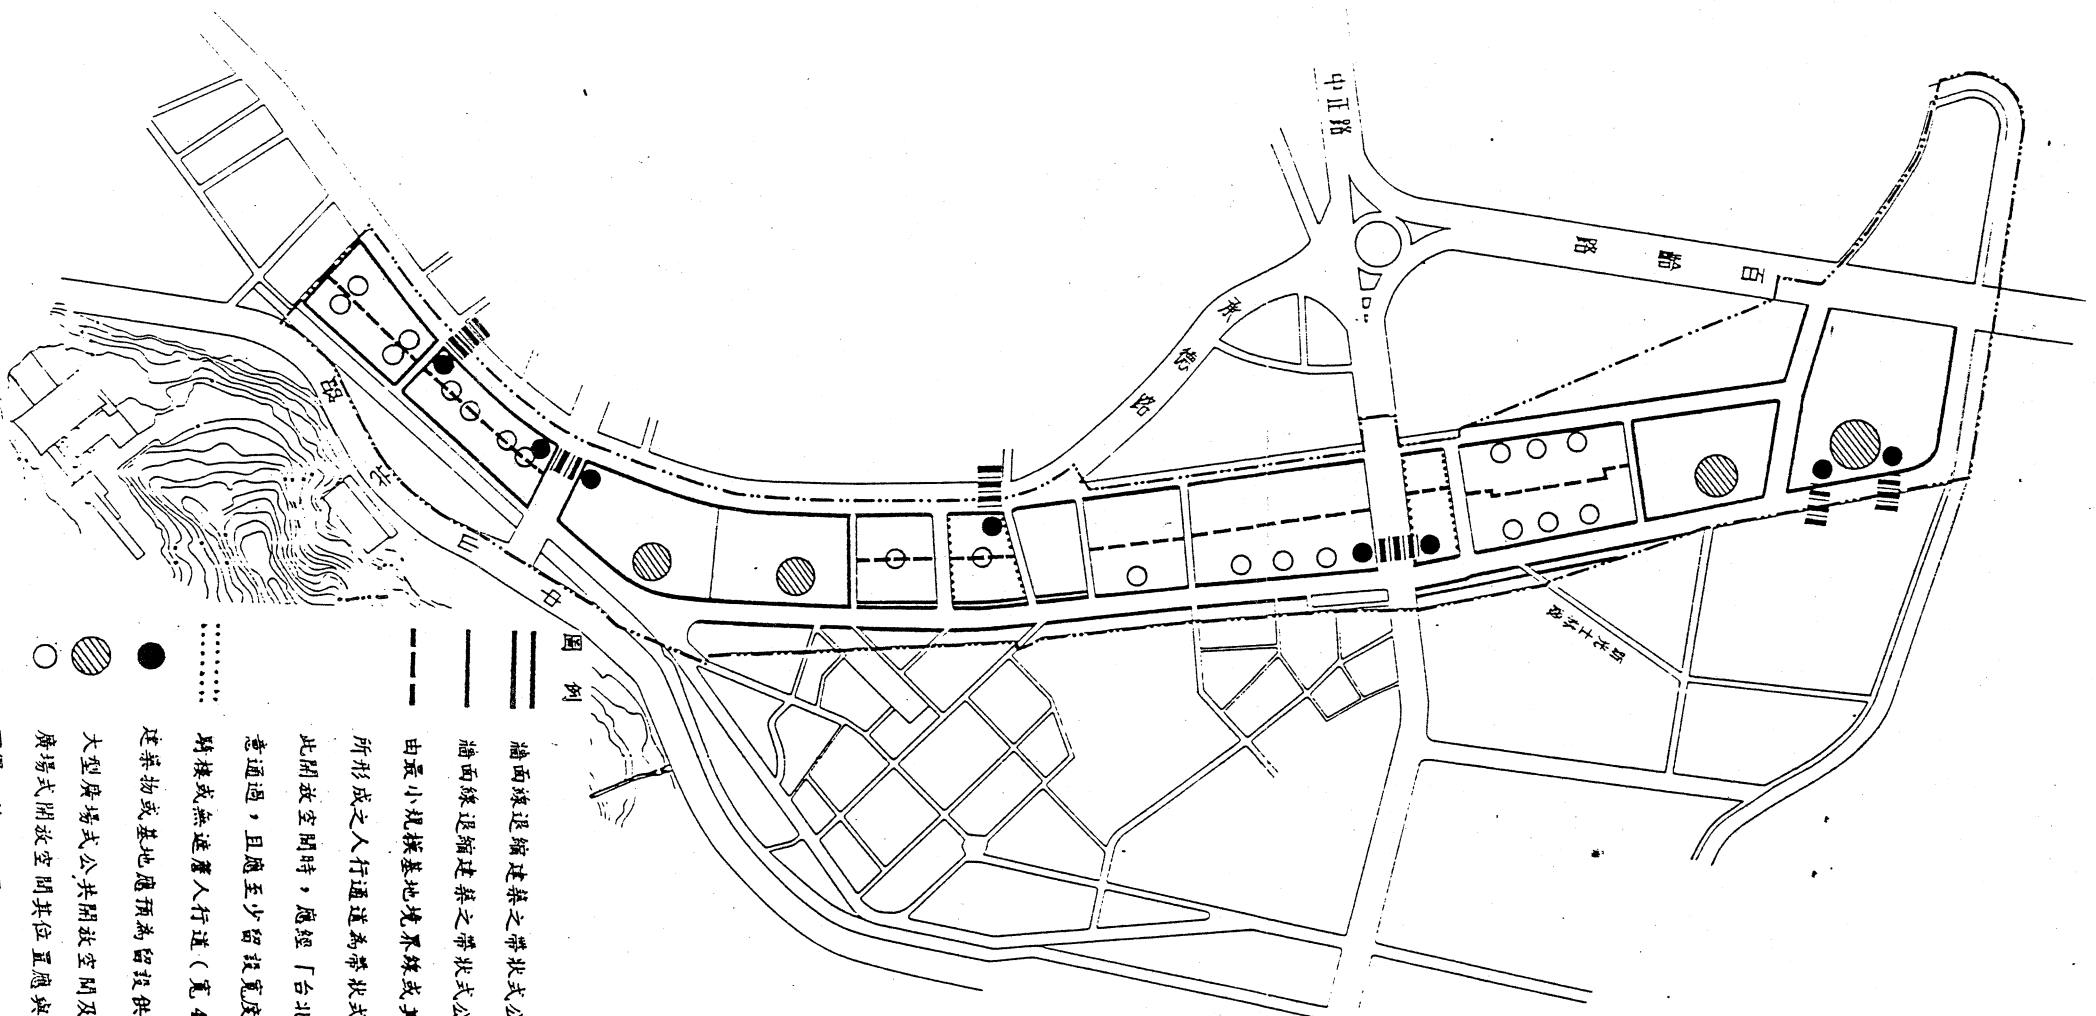 中正路
百齡路
承德路
中山北路
圖例
牆面線退縮建築之帶狀式公
牆面線退縮建築之帶狀式公
由最小規模基地境界線或其
所形成之人行通道為帶狀式
此開放空間時，應經「台北
意通過，且應至少留設寬度
騎樓或無遮簷人行道（寬4
建築物或基地應預為留設供
大型廣場式公共開放空間及
廣場式開放空間其位置應與